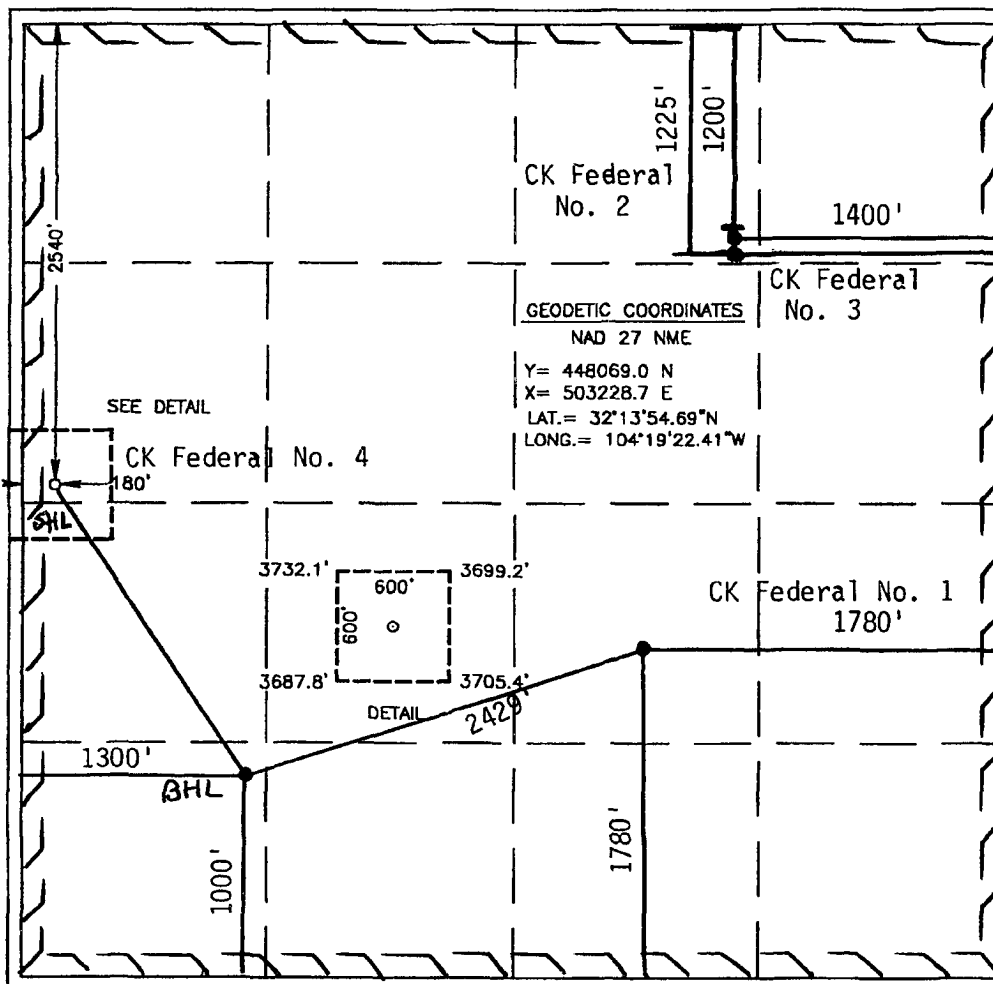 1225'
1200'
CK Federal
No. 2
1400'
2540'
CK Federal
No. 3
GEODETIC COORDINATES
NAD 27 NME
Y= 448069.0 N
X= 503228.7 E
LAT.= 32°13'54.69"N
LONG.= 104°19'22.41"W
SEE DETAIL
CK Federal No. 4
180'
SHL
3732.1'
3699.2'
600'
600'
CK Federal No. 1
1780'
3687.8'
3705.4'
DETAIL
2429'
1300'
BHL
1000'
1780'